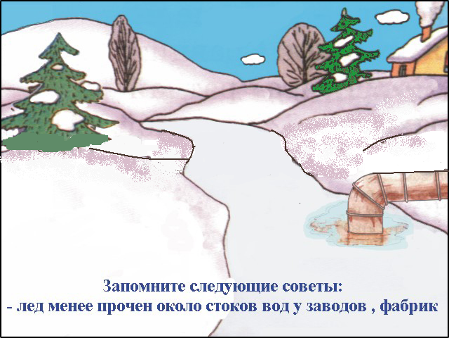 Запомните следующие советы:
- лед менее прочен около стоков вод у заводов , фабрик